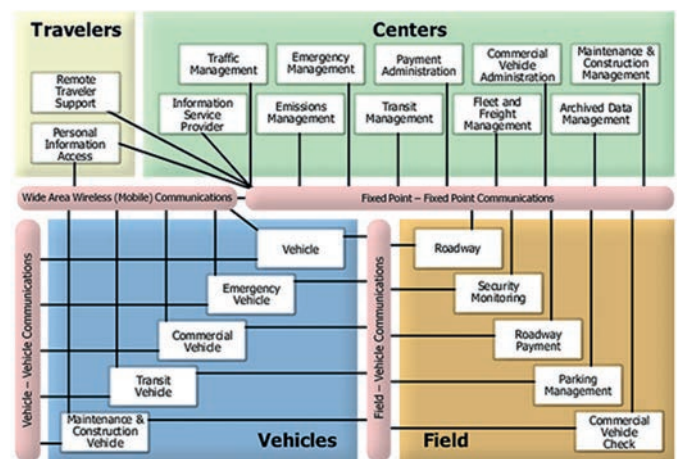 Travelers
Centers
Remote
Traveler
Support
Personal
Information
Access
Traffic
Management
Emergency
Management
Payment
Administration
Commercial
Vehicle
Administration
Maintenance &
Construction
Management
Information
Service
Provider
Emissions
Management
Transit
Management
Fleet and
Freight
Management
Archived Data
Management
Wide Area Wireless (Mobile) Communications
Fixed Point – Fixed Point Communications
Vehicle – Vehicle Communications
Vehicle
Emergency
Vehicle
Commercial
Vehicle
Transit
Vehicle
Maintenance &
Construction
Vehicle
Vehicles
Field – Vehicle Communications
Roadway
Security
Monitoring
Roadway
Payment
Parking
Management
Commercial
Vehicle
Check
Field